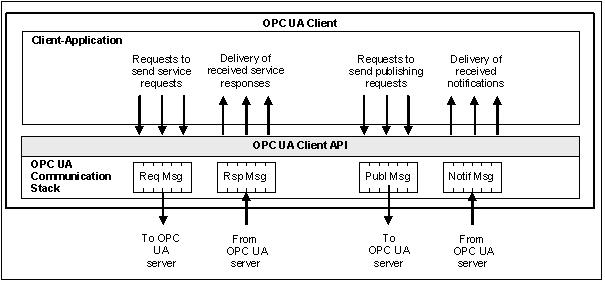 OPC UA Client
Client-Application
Requests to
send service
requests
Delivery of
received service
responses
Requests to
send publishing
requests
Delivery of
received
notifications
OPC UA Client API
OPC UA
Communication
Stack
Req Msg
Rsp Msg
Publ Msg
Notif Msg
To OPC
UA
server
From
OPC UA
server
To
OPC UA
server
From
OPC UA
server